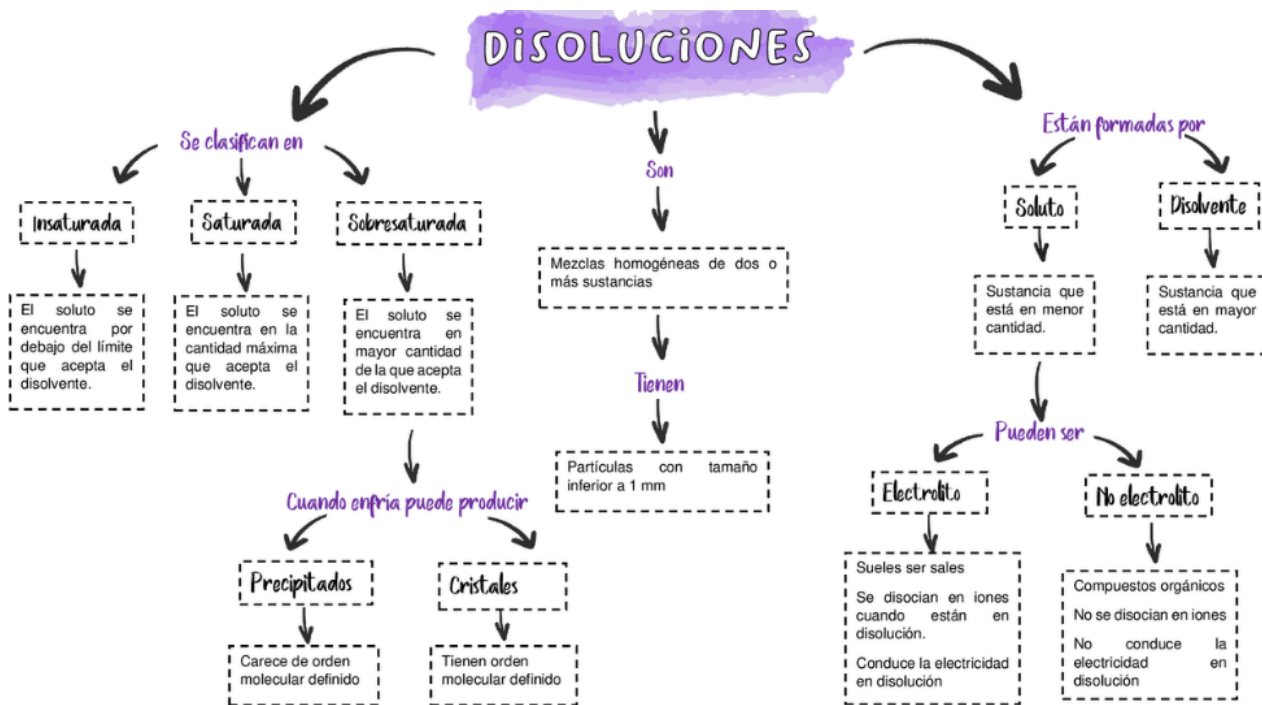 DiSOLUCiONES
Se clasifican en
Insaturada
El soluto se
encuentra por
debajo del límite
que acepta el
disolvente.
Saturada
El soluto se
encuentra en la
cantidad máxima
que acepta el
disolvente.
Sobresaturada
El soluto se
encuentra en
mayor cantidad
de la que acepta
el disolvente.
Cuando enfría puede producir
Precipitados
Carece de orden
molecular definido
Cristales
Tienen orden
molecular definido
Son
Mezclas homogéneas de dos o
más sustancias
Tienen
Partículas con tamaño
inferior a 1 mm
Están formadas por
Soluto
Sustancia que
está en menor
cantidad.
Disolvente
Sustancia que
está en mayor
cantidad.
Pueden ser
Electrolito
Sueles ser sales
Se disocian en iones
cuando están en
disolución.
Conduce la electricidad
en disolución
No electrolito
Compuestos orgánicos
No se disocian en iones
No conduce la
electricidad en
disolución